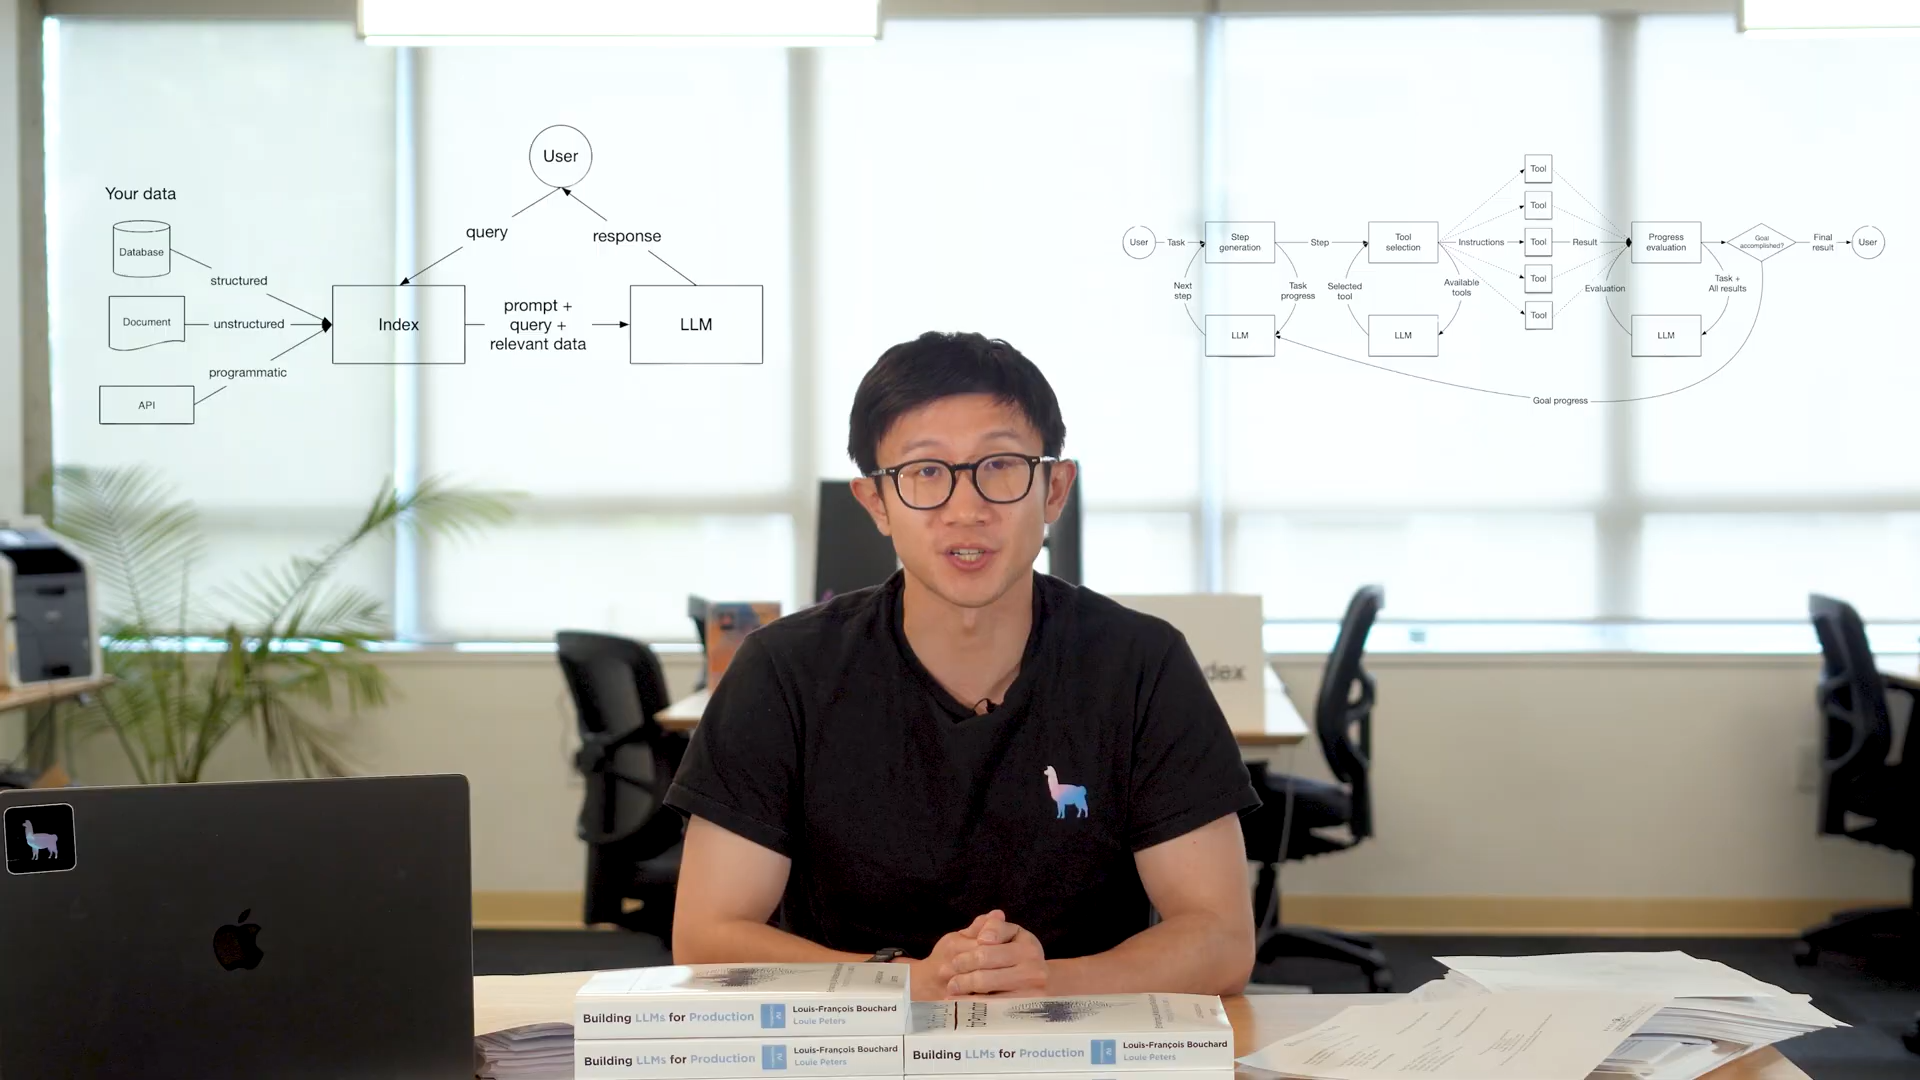 User
Your data
Database
Document
API
structured
unstructured
programmatic
query
response
Index
prompt +
query +
relevant data
LLM
User
Task
Step
generation
Step
Tool
selection
Instructions
Tool
Tool
Tool
Tool
Tool
Result
Progress
evaluation
Goal
accomplished?
Final
result
User
Next
step
Task
progress
Selected
tool
Available
tools
Evaluation
Task +
All results
LLM
LLM
LLM
Goal progress
dex
Building LLMs for Production
Louis-François Bouchard
Louie Peters
Building LLMs for Production
Louis-François Bouchard
Louie Peters
Building LLMs for Production
Louis-François Bouchard
Louie Peters